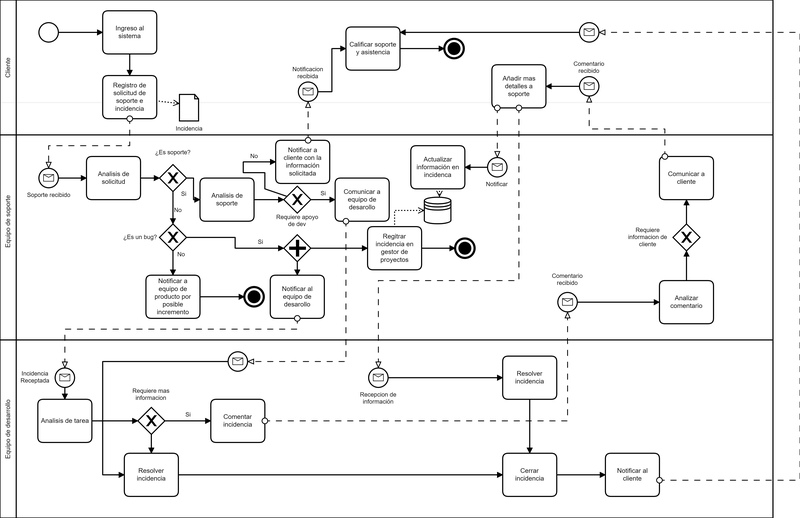 Cliente
Ingreso al
sistema
Registro de
solicitud de
soporte e
incidencia
Incidencia
Notificacion
recibida
Calificar soporte
y asistencia
Añadir mas
detalles a
soporte
Comentario
recibido
Equipo de soporte
Soporte recibido
Analisis de
solicitud
¿Es soporte?
Si
No
Analisis de
soporte
No
Notificar a
cliente con la
información
solicitada
Requiere apoyo
de dev
Si
Comunicar a
equipo de
desarollo
Actualizar
información en
incidenca
Notificar
Comunicar a
cliente
Requiere
informacion de
cliente
¿Es un bug?
Si
No
Regitrar
incidencia en
gestor de
proyectos
Notificar a
equipo de
producto por
posible
incremento
Notificar al
equipo de
desarollo
Comentario
recibido
Analizar
comentario
Equipo de desarrollo
Incidencia
Receptada
Analisis de tarea
Requiere mas
informacion
Si
Comentar
incidencia
Resolver
incidencia
Recepcion de
información
Resolver
incidencia
Cerrar
incidencia
Notificar al
cliente